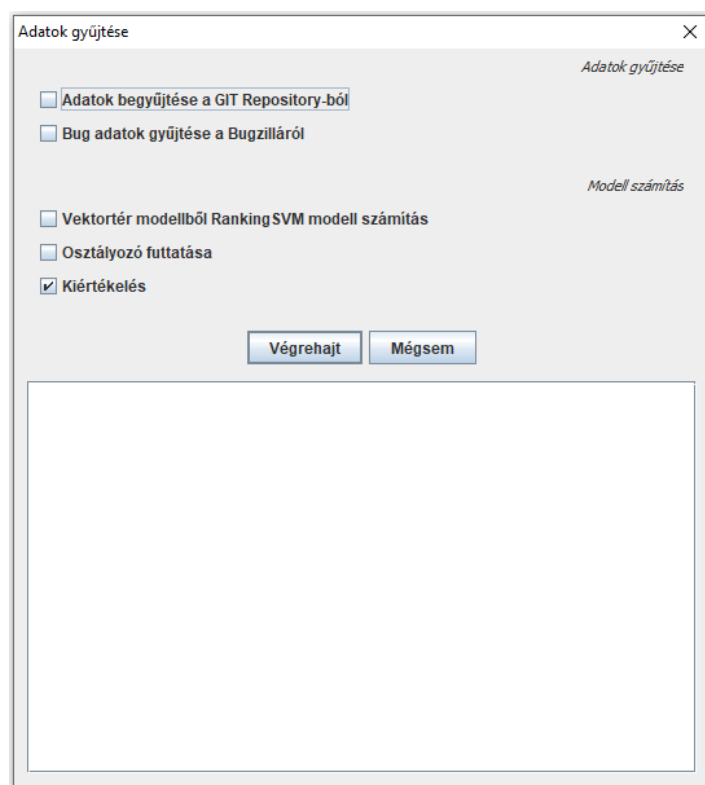 Adatok gyűjtése
Adatok gyűjtése
Adatok begyűjtése a GIT Repository-ból
Bug adatok gyűjtése a Bugzilláról
Modell számítás
Vektortér modellből RankingSVM modell számítás
Osztályozó futtatása
Kiértékelés
Végrehajt Mégsem